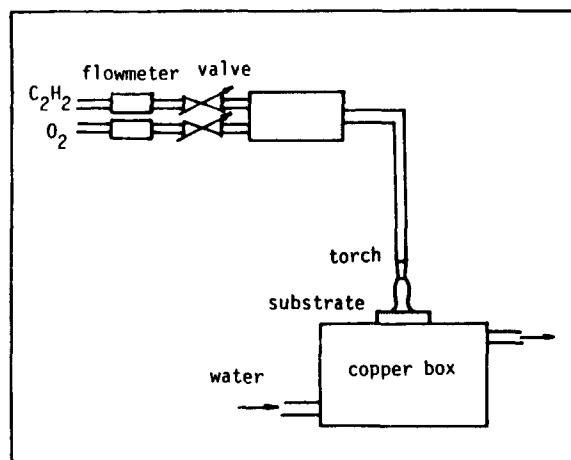 flowmeter valve
C₂H₂
O₂
torch
substrate
copper box
water